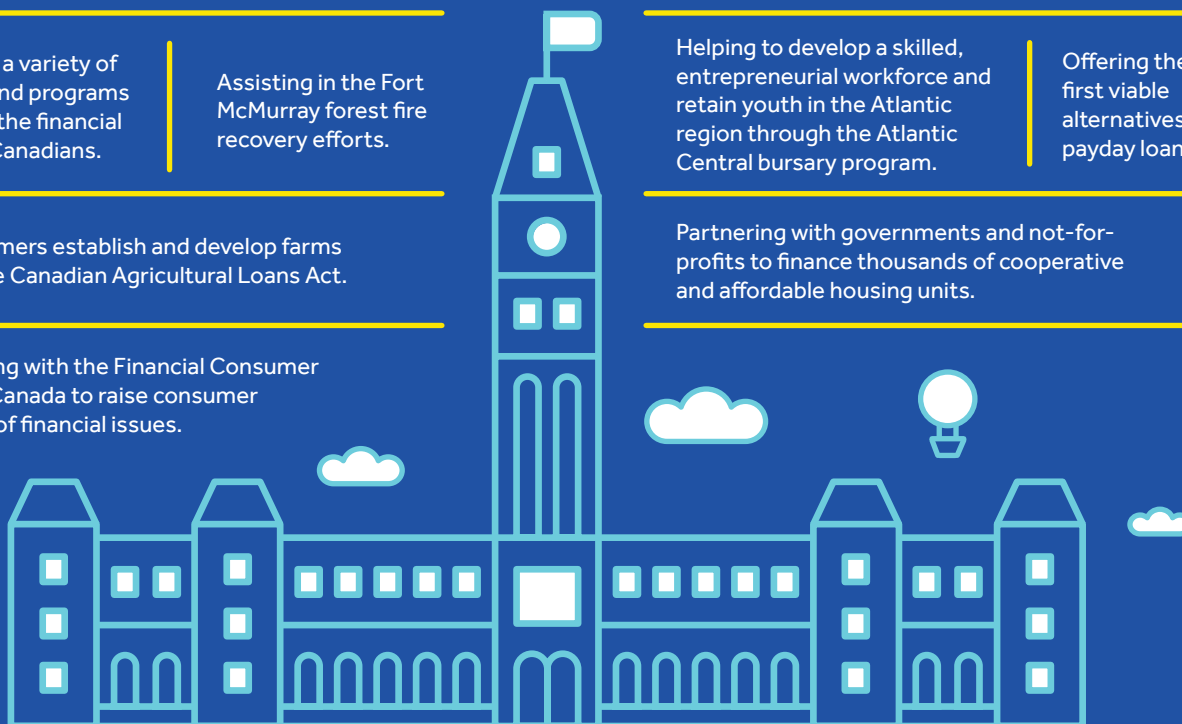 a variety of
nd programs
the financial
Canadians.
Assisting in the Fort
McMurray forest fire
recovery efforts.
Helping to develop a skilled,
entrepreneurial workforce and
retain youth in the Atlantic
region through the Atlantic
Central bursary program.
Offering the
first viable
alternatives
payday loan
mers establish and develop farms
e Canadian Agricultural Loans Act.
Partnering with governments and not-for-
profits to finance thousands of cooperative
and affordable housing units.
ng with the Financial Consumer
Canada to raise consumer
of financial issues.